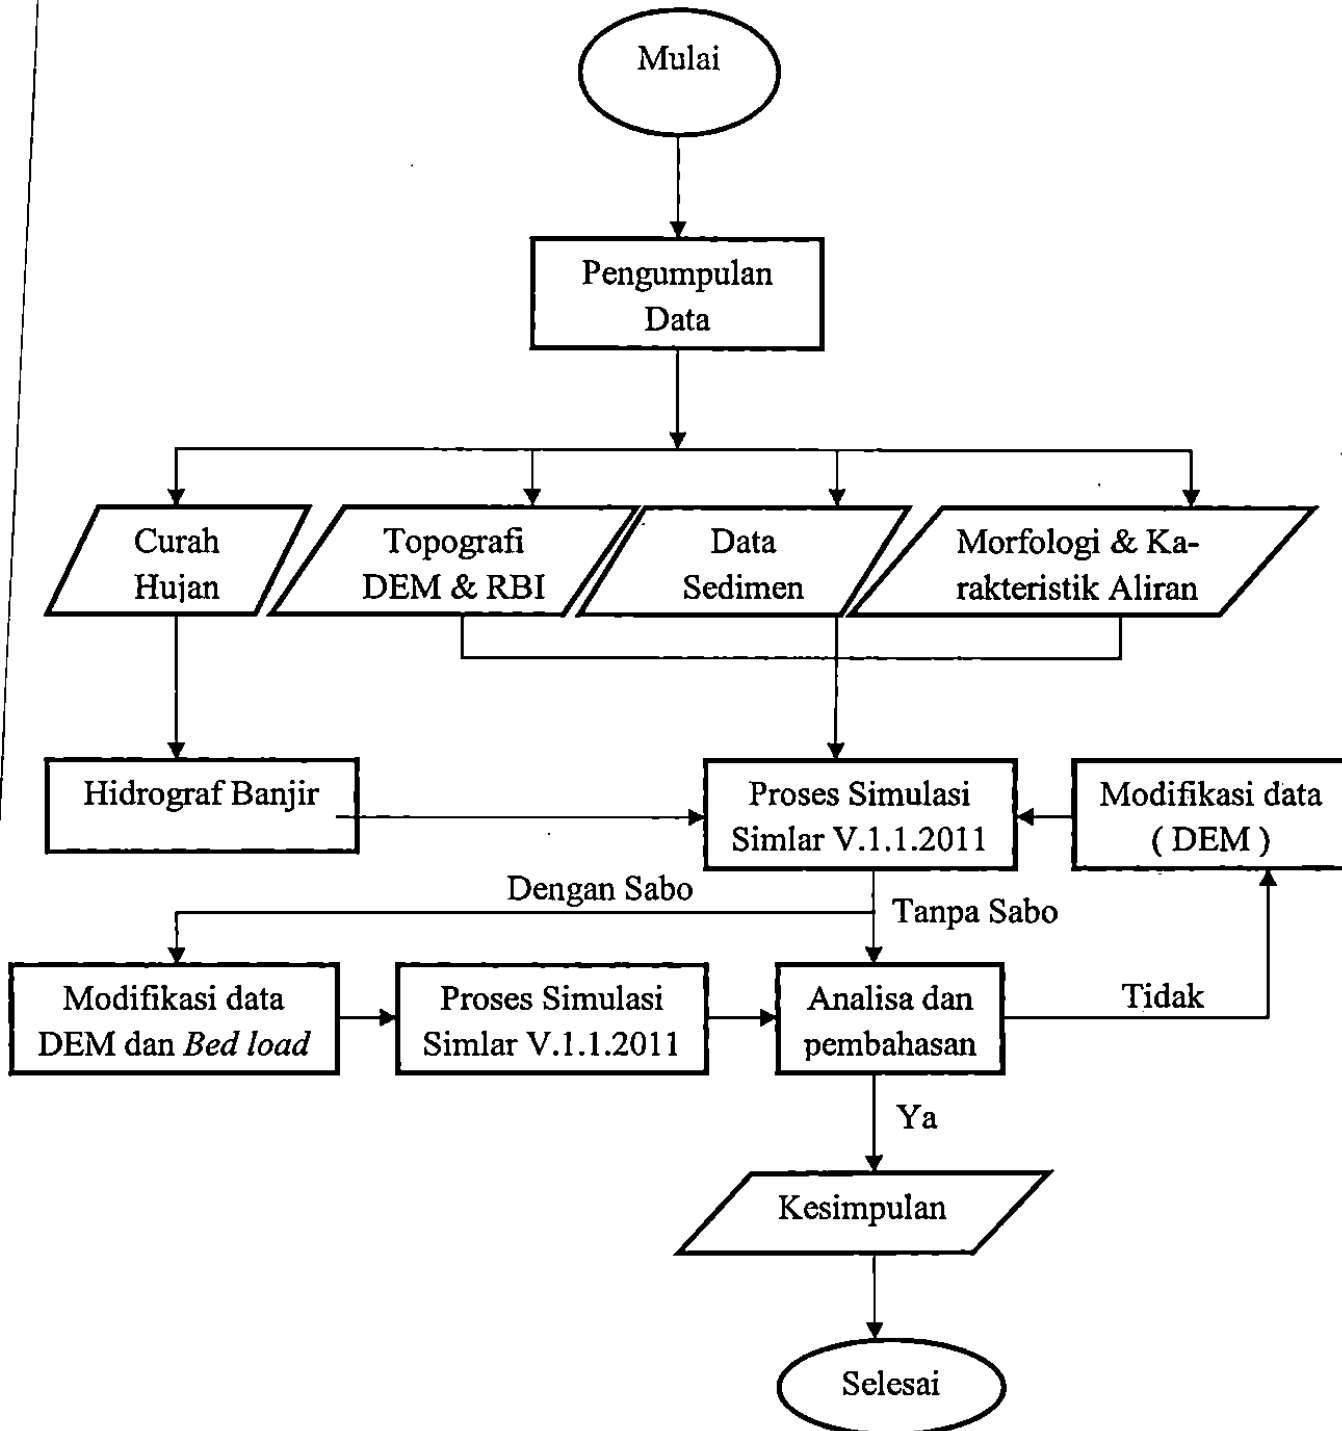 Mulai
Pengumpulan
Data
Curah
Hujan
Topografi
DEM & RBI
Data
Sedimen
Morfologi & Ka-
rakteristik Aliran
Hidrograf Banjir
Proses Simulasi
Simlar V.1.1.2011
Modifikasi data
( DEM )
Dengan Sabo
Tanpa Sabo
Modifikasi data
DEM dan Bed load
Proses Simulasi
Simlar V.1.1.2011
Analisa dan
pembahasan
Tidak
Ya
Kesimpulan
Selesai